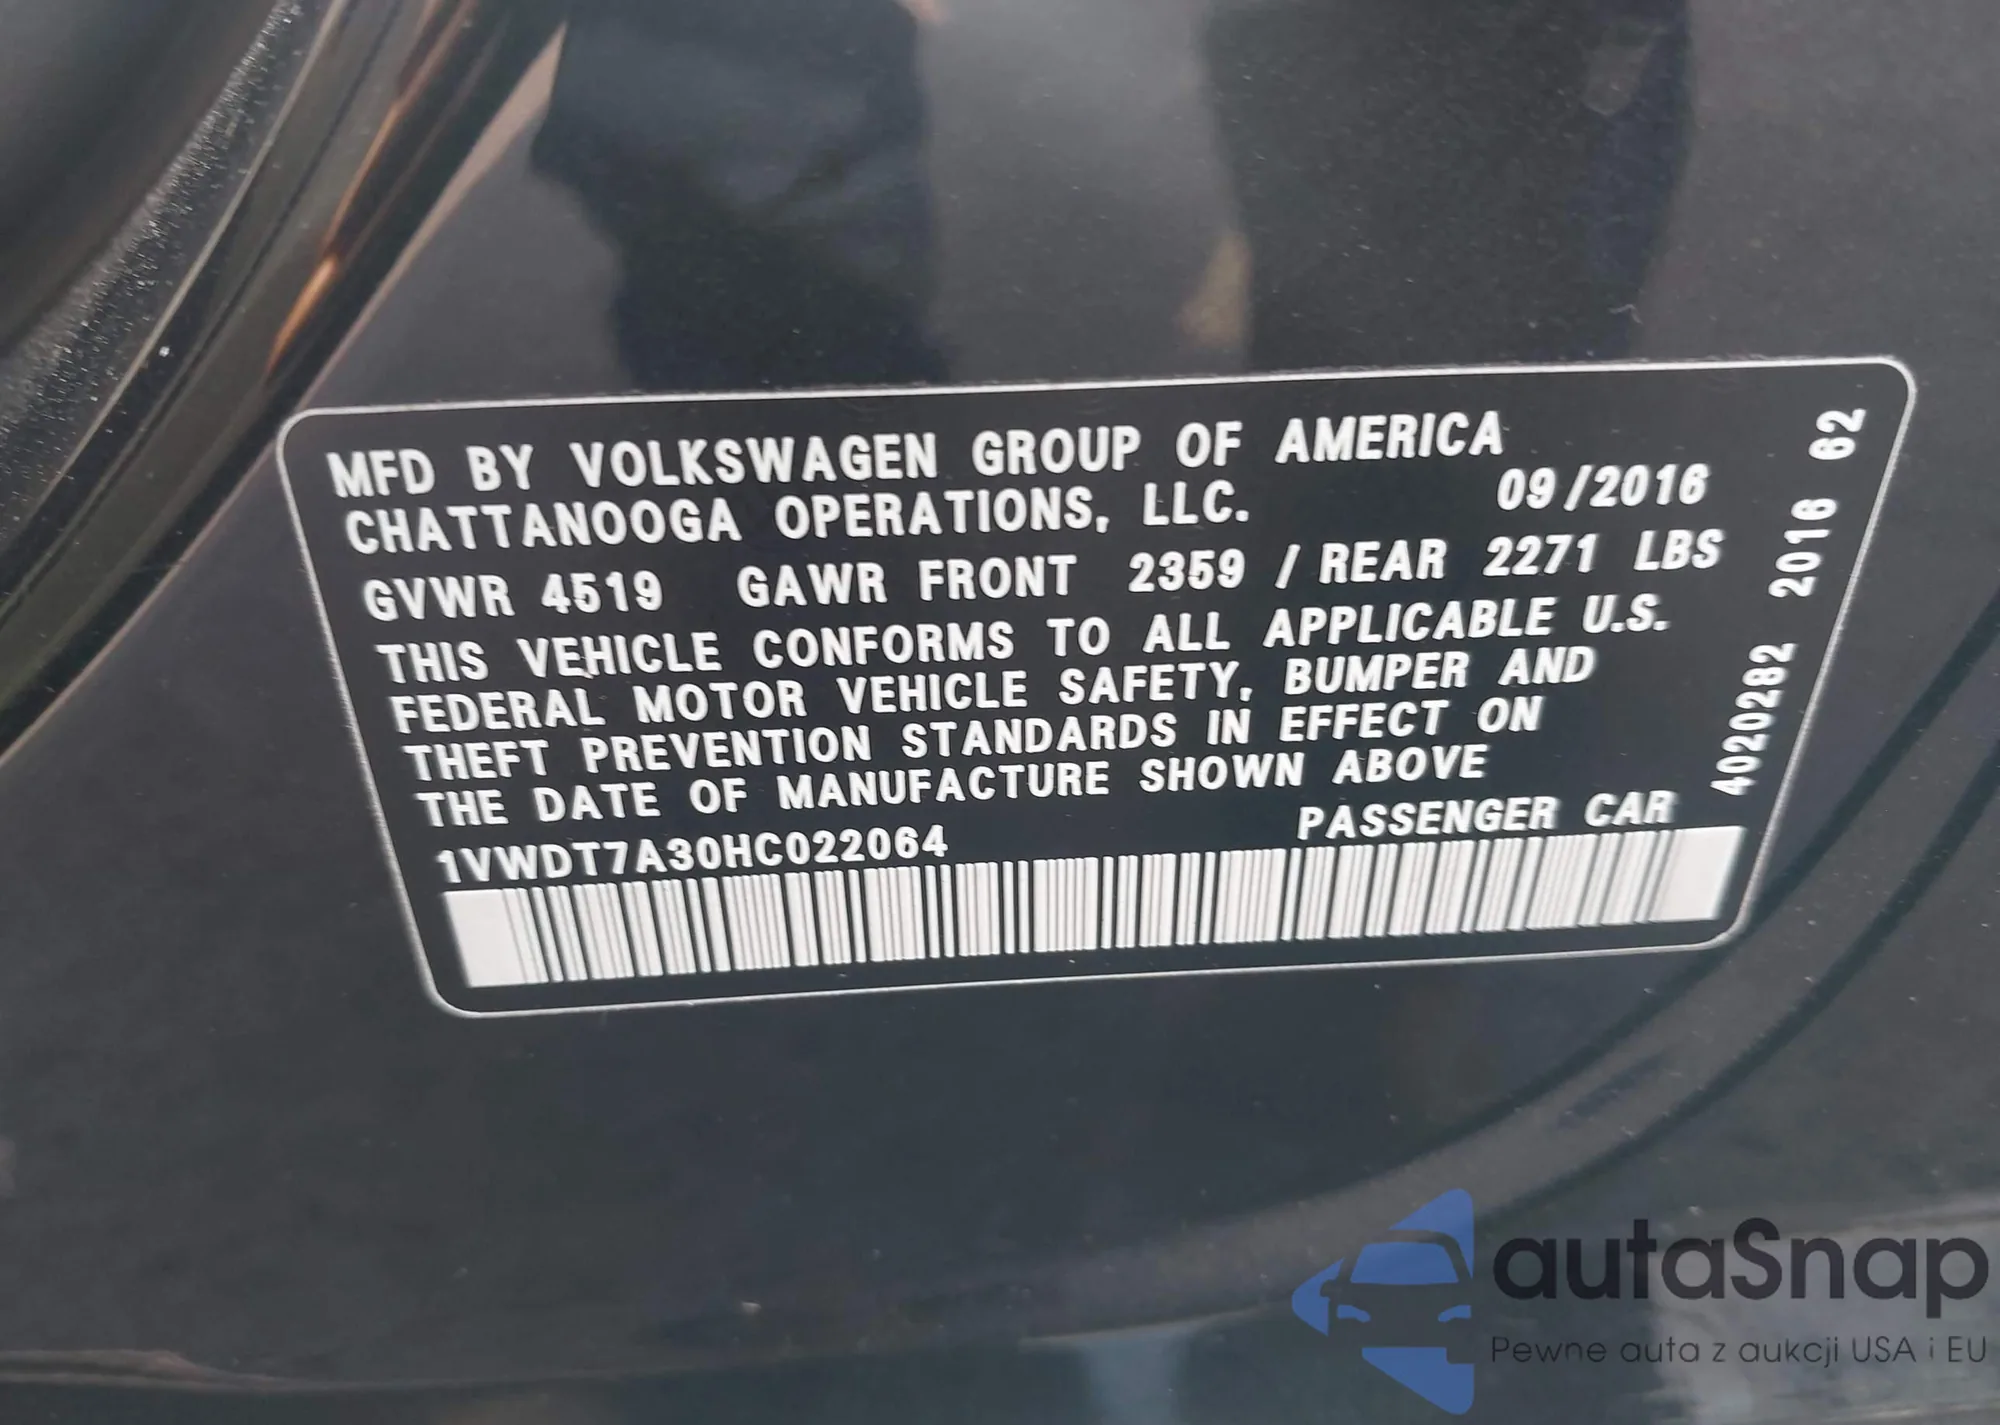 MFD BY VOLKSWAGEN GROUP OF AMERICA
CHATTANOOGA OPERATIONS, LLC. 09/2016
GVWR 4519 GAWR FRONT 2359 / REAR 2271 LBS
THIS VEHICLE CONFORMS TO ALL APPLICABLE U.S.
FEDERAL MOTOR VEHICLE SAFETY, BUMPER AND
THEFT PREVENTION STANDARDS IN EFFECT ON
THE DATE OF MANUFACTURE SHOWN ABOVE
1VWDT7A30HC022064 PASSENGER CAR
4020282 2016 62
autaSnap
Pewne auta z aukcji USA i EU